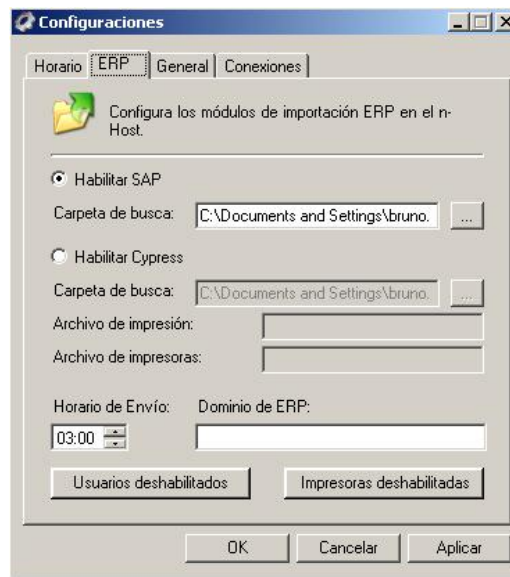 Configuraciones
Horario ERP General Conexiones
Configura los módulos de importación ERP en el n-
Host.
Habilitar SAP
Carpeta de busca: C:\Documents and Settings\bruno. ...
Habilitar Cypress
Carpeta de busca: C:\Documents and Settings\bruno. ...
Archivo de impresión:
Archivo de impresoras:
Horario de Envío: Dominio de ERP:
03:00
Usuarios deshabilitados Impresoras deshabilitadas
OK Cancelar Aplicar